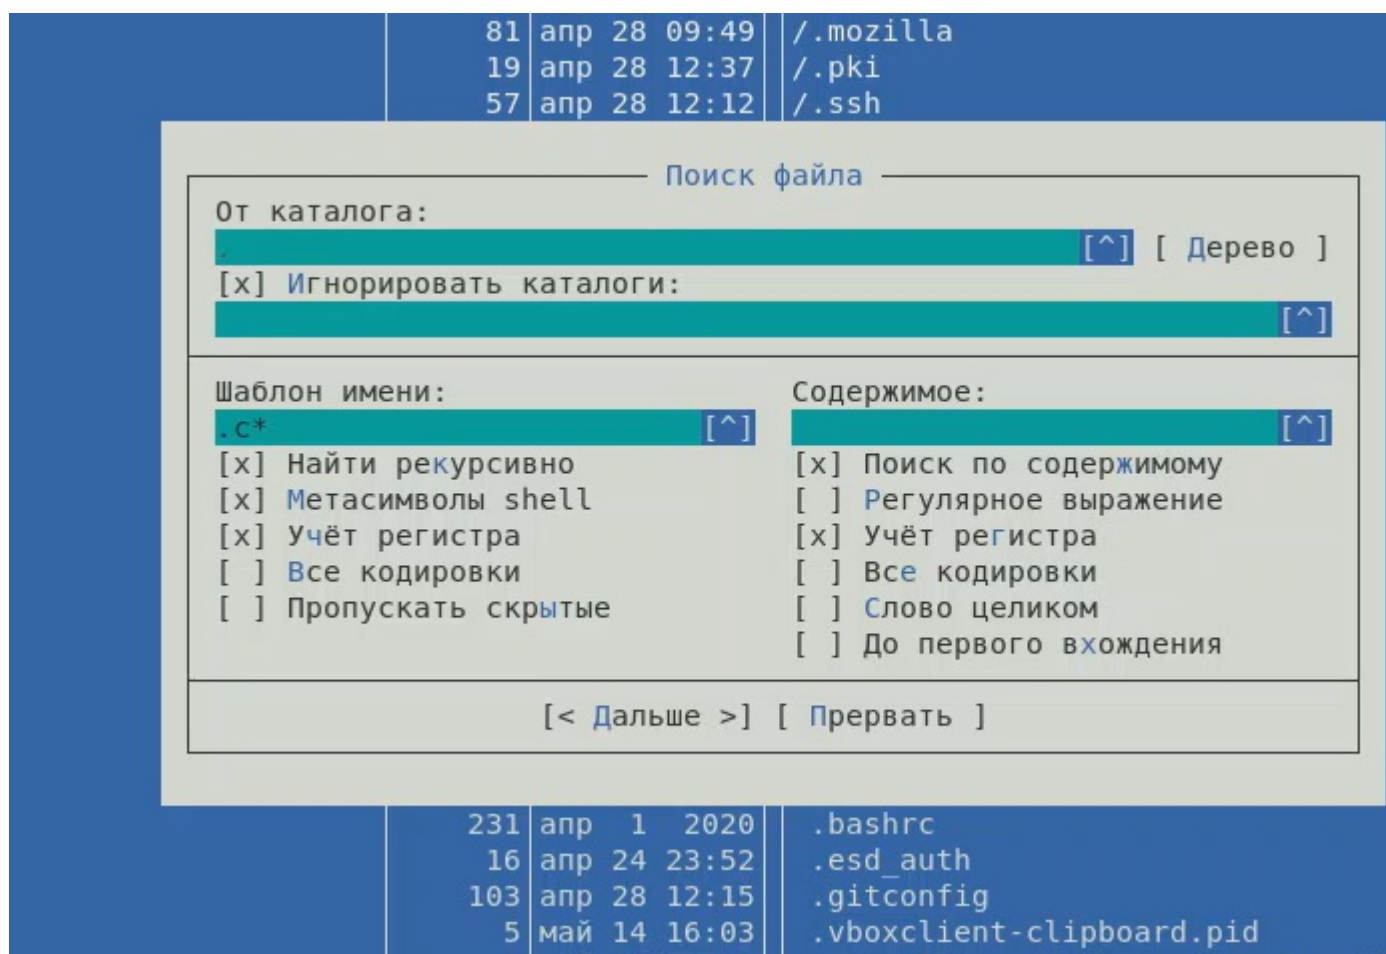 81 апр 28 09:49 /.mozilla
19 апр 28 12:37 /.pki
57 апр 28 12:12 /.ssh
Поиск файла
От каталога:
. [^] [ Дерево ]
[x] Игнорировать каталоги:
[^]
Шаблон имени: Содержимое:
.c* [^] [^]
[x] Найти рекурсивно [x] Поиск по содержимому
[x] Метасимволы shell [ ] Регулярное выражение
[x] Учёт регистра [x] Учёт регистра
[ ] Все кодировки [ ] Все кодировки
[ ] Пропускать скрытые [ ] Слово целиком
[ ] До первого вхождения
[< Дальше >] [ Прервать ]
231 апр 1 2020 .bashrc
16 апр 24 23:52 .esd_auth
103 апр 28 12:15 .gitconfig
5 май 14 16:03 .vboxclient-clipboard.pid